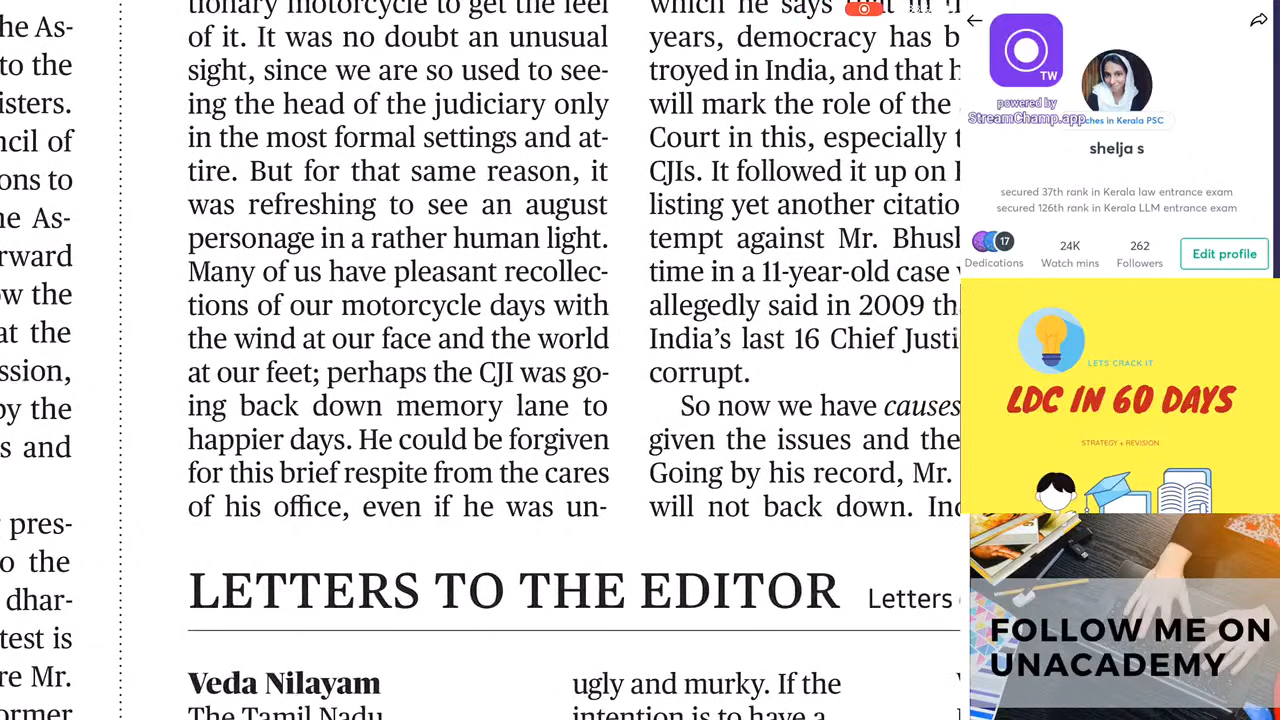 he As-
to the
isters.
ncil of
ons to
he As-
rward
ow the
at the
ssion,
by the
s and
pres-
o the
dhar-
test is
re Mr.
ormer
tionary motorcycle to get the feel
of it. It was no doubt an unusual
sight, since we are so used to see-
ing the head of the judiciary only
in the most formal settings and at-
tire. But for that same reason, it
was refreshing to see an august
personage in a rather human light.
Many of us have pleasant recollec-
tions of our motorcycle days with
the wind at our face and the world
at our feet; perhaps the CJI was go-
ing back down memory lane to
happier days. He could be forgiven
for this brief respite from the cares
of his office, even if he was un-
which he says
years, democracy has b
troyed in India, and that h
will mark the role of the
Court in this, especially t
CJIs. It followed it up on
listing yet another citatio
tempt against Mr. Bhush
time in a 11-year-old case
allegedly said in 2009 th
India's last 16 Chief Justi
corrupt.
So now we have causes
given the issues and the
Going by his record, Mr.
will not back down. Ind
LETTERS TO THE EDITOR
Letters
Veda Nilayam
The Tamil Nadu
ugly and murky. If the
intention is to have a
TW
powered by
StreamChamp.app
ches in Kerala PSC
shelja s
secured 37th rank in Kerala law entrance exam
secured 126th rank in Kerala LLM entrance exam
17
Dedications
24K
Watch mins
262
Followers
Edit profile
LETS CRACK IT
LDC IN 60 DAYS
STRATEGY + REVISION
FOLLOW ME ON
UNACADEMY